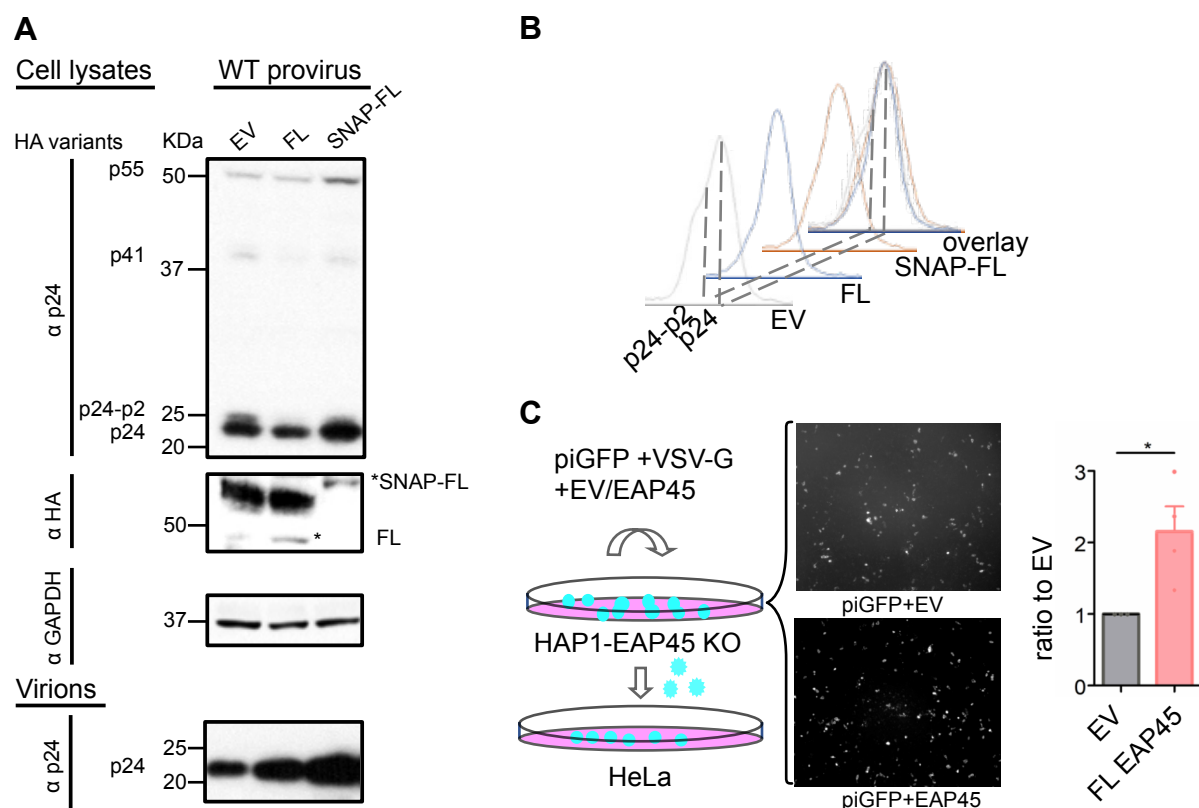 A
Cell lysates
WT provirus
HA variants
KDa
EV
FL
SNAP-FL
α p24
p55
50
p41
37
p24-p2
25
p24
20
α HA
*SNAP-FL
50
*
FL
α GAPDH
37
Virions
α p24
25
p24
20
B
overlay
SNAP-FL
FL
EV
p24-p2
p24
C
piGFP +VSV-G
+EV/EAP45
HAP1-EAP45 KO
HeLa
piGFP+EV
piGFP+EAP45
ratio to EV
3
2
1
0
*
EV
FL EAP45